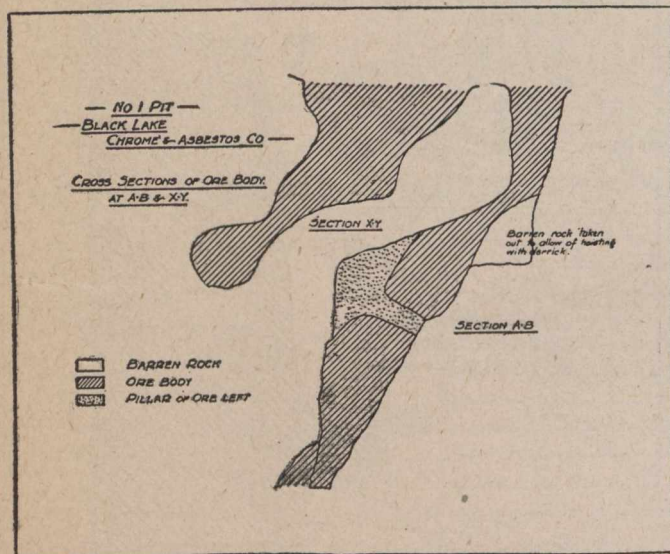 — No 1 PIT —
— BLACK LAKE
CHROME & ASBESTOS CO —
CROSS SECTIONS OF ORE BODY.
AT A-B & X-Y.
SECTION X-Y
Barren rock taken
out to allow of hoisting
with derrick.
SECTION A-B
BARREN ROCK
ORE BODY
PILLAR OF ORE LEFT